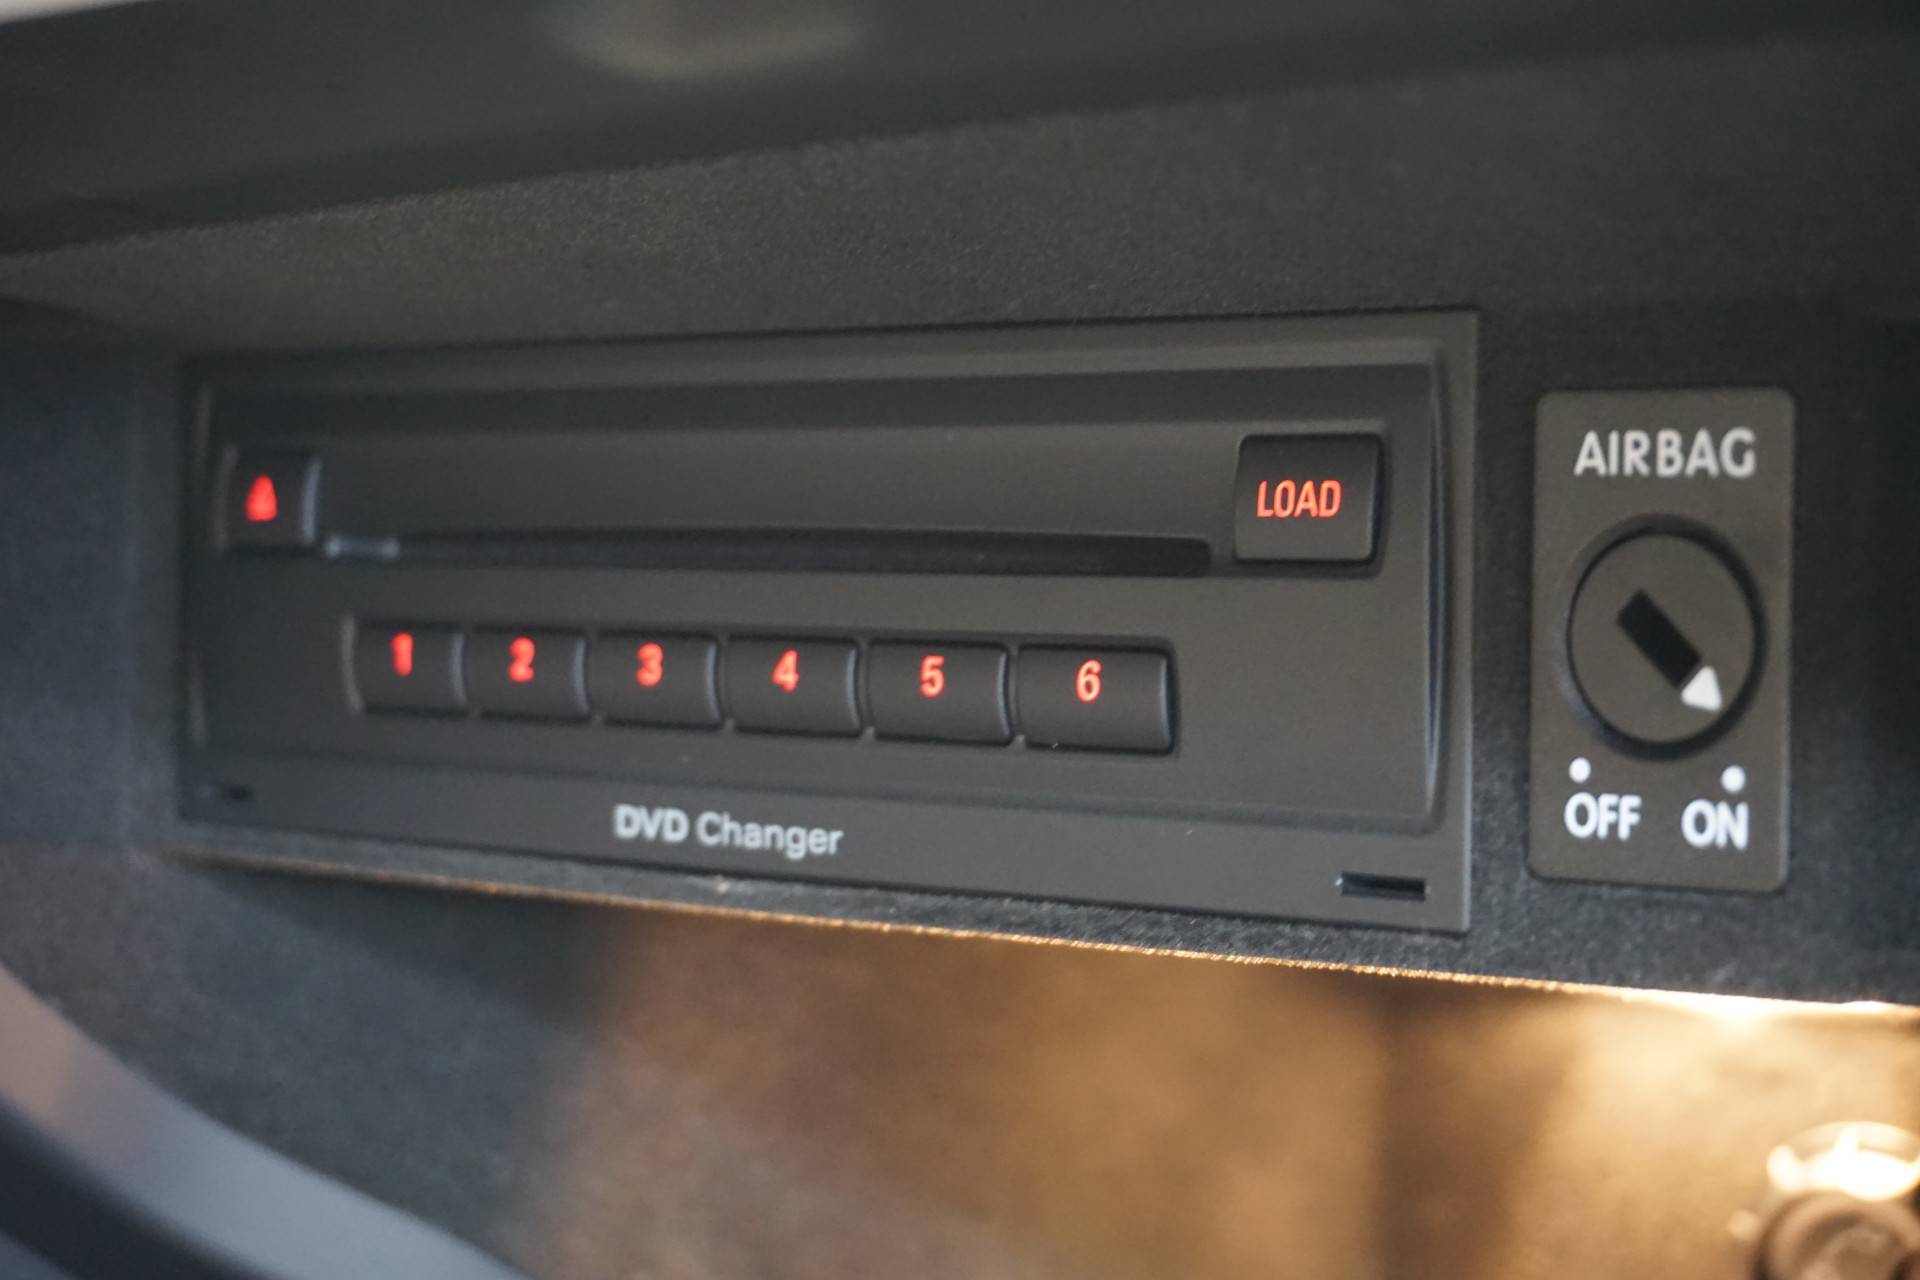 LOAD
1 2 3 4 5 6
DVD Changer
AIRBAG
OFF ON